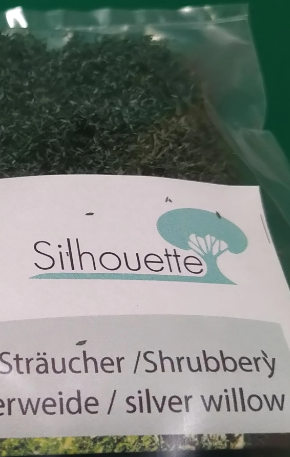 Silhouette
Sträucher /Shrubbery
erweide / silver willow